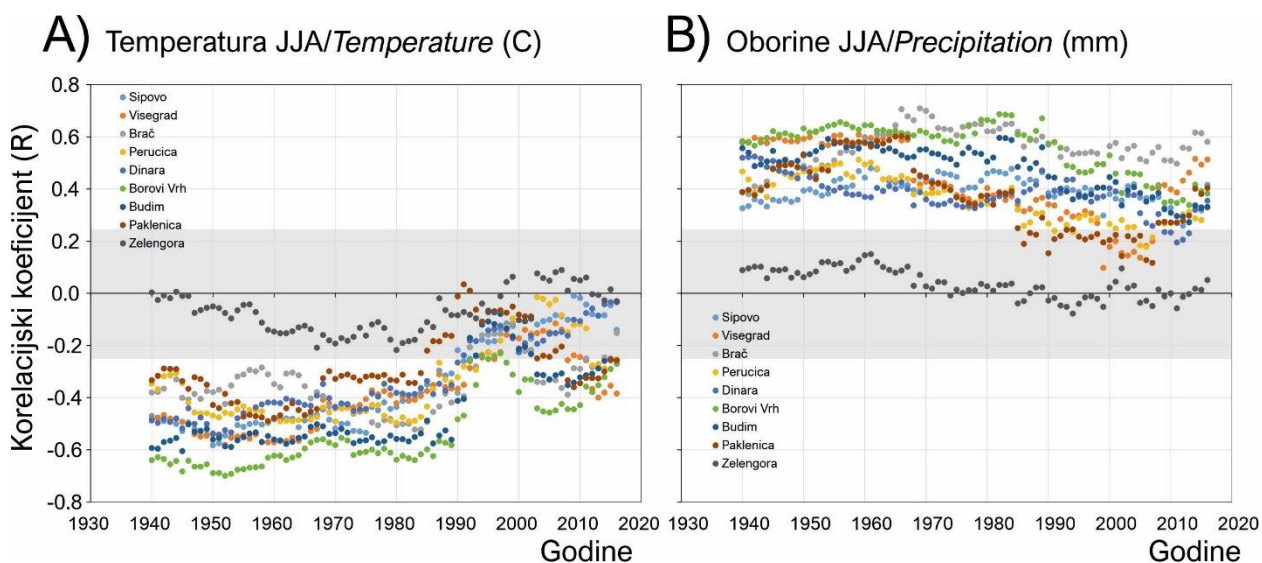 A) Temperatura JJA/Temperature (C)
B) Oborine JJA/Precipitation (mm)
Korelacijski koeficijent (R)
0.8
0.6
0.4
0.2
0.0
-0.2
-0.4
-0.6
-0.8
Sipovo
Visegrad
Brač
Perucica
Dinara
Borovi Vrh
Budim
Paklenica
Zelengora
Sipovo
Visegrad
Brač
Perucica
Dinara
Borovi Vrh
Budim
Paklenica
Zelengora
1930 1940 1950 1960 1970 1980 1990 2000 2010 2020
1930 1940 1950 1960 1970 1980 1990 2000 2010 2020
Godine
Godine